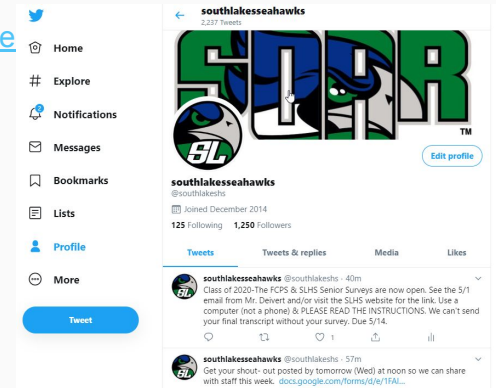 southlakesseahawks
2,237 Tweets
e
Home
# Explore
2
Notifications
Messages
Bookmarks
Lists
Profile
More
Tweet
SOAR
TM
SL
Edit profile
southlakesseahawks
@southlakeshs
Joined December 2014
125 Following 1,250 Followers
Tweets Tweets & replies Media Likes
SL
southlakesseahawks @southlakeshs · 40m
Class of 2020-The FCPS & SLHS Senior Surveys are now open. See the 5/1
email from Mr. Deivert and/or visit the SLHS website for the link. Use a
computer (not a phone) & PLEASE READ THE INSTRUCTIONS. We can't send
your final transcript without your survey. Due 5/14.
1
SL
southlakesseahawks @southlakeshs · 57m
Get your shout- out posted by tomorrow (Wed) at noon so we can share
with staff this week. docs.google.com/forms/d/e/1FAI...